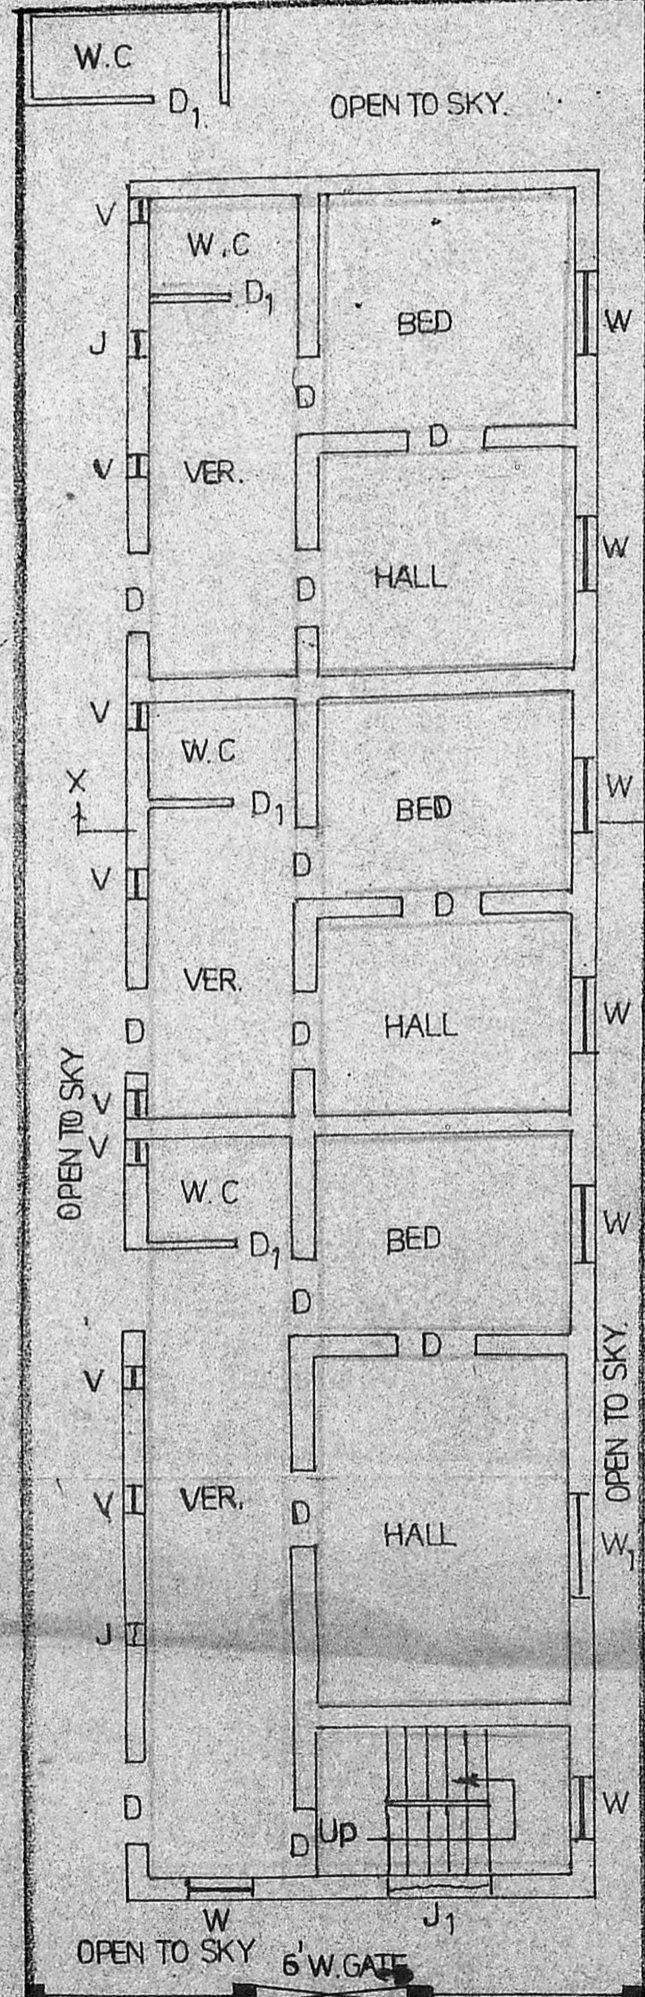 W.C
D1
OPEN TO SKY.
V
W.C
D1
BED
W
J
D
D
V
VER.
HALL
W
D
D
V
W.C
X
D1
BED
W
D
V
D
VER.
HALL
W
D
D
OPEN TO SKY
V
V
W.C
D1
BED
W
D
D
V
OPEN TO SKY.
V
VER.
D
HALL
W1
J
D
W
D
Up
W
J1
OPEN TO SKY
6'W.GATE